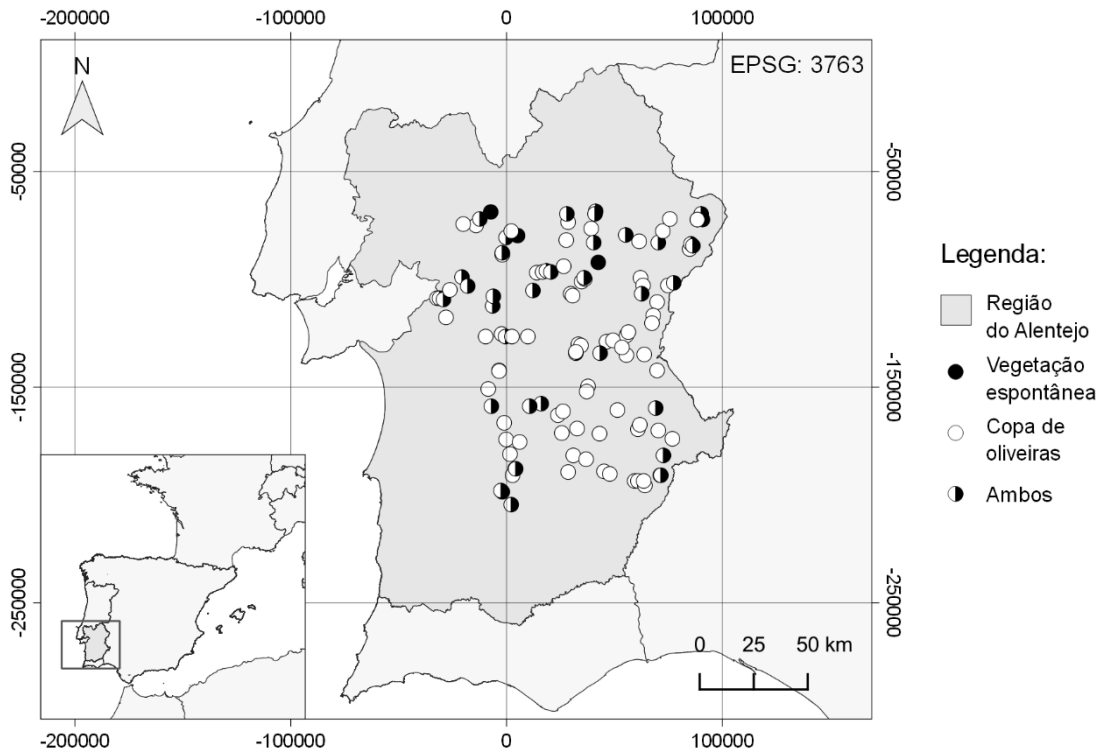 -200000 -100000 0 100000
N
EPSG: 3763
-50000 -50000
-150000 -150000
-250000 -250000
Legenda:
Região
do Alentejo
Vegetação
espontânea
Copa de
oliveiras
Ambos
0 25 50 km
-200000 -100000 0 100000